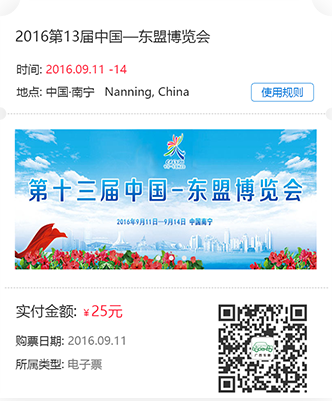 2016第13届中国—东盟博览会
时间: 2016.09.11 -14
地点: 中国·南宁 Nanning, China
使用规则
第十三届中国-东盟博览会
2016年9月11日—9月14日 中国南宁
实付金额: ¥25元
购票日期: 2016.09.11
所属类型: 电子票